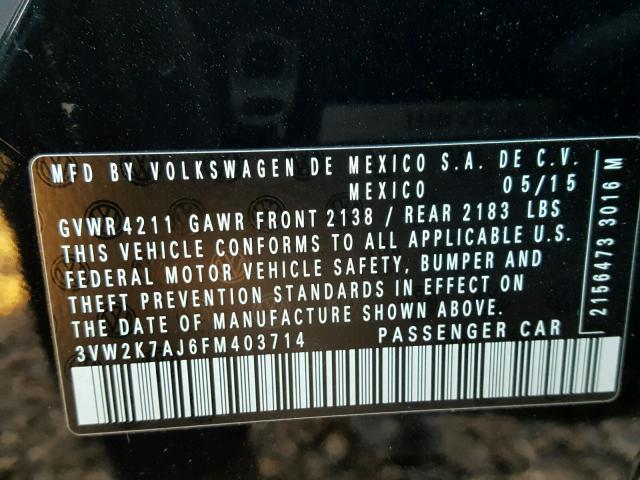 MFD BY VOLKSWAGEN DE MEXICO S.A. DE C.V.
MEXICO 05/15
GVWR 4211 GAWR FRONT 2138 / REAR 2183 LBS
THIS VEHICLE CONFORMS TO ALL APPLICABLE U.S.
FEDERAL MOTOR VEHICLE SAFETY, BUMPER AND
THEFT PREVENTION STANDARDS IN EFFECT ON
THE DATE OF MANUFACTURE SHOWN ABOVE.
3VW2K7AJ6FM403714 PASSENGER CAR
2156473 3016 M